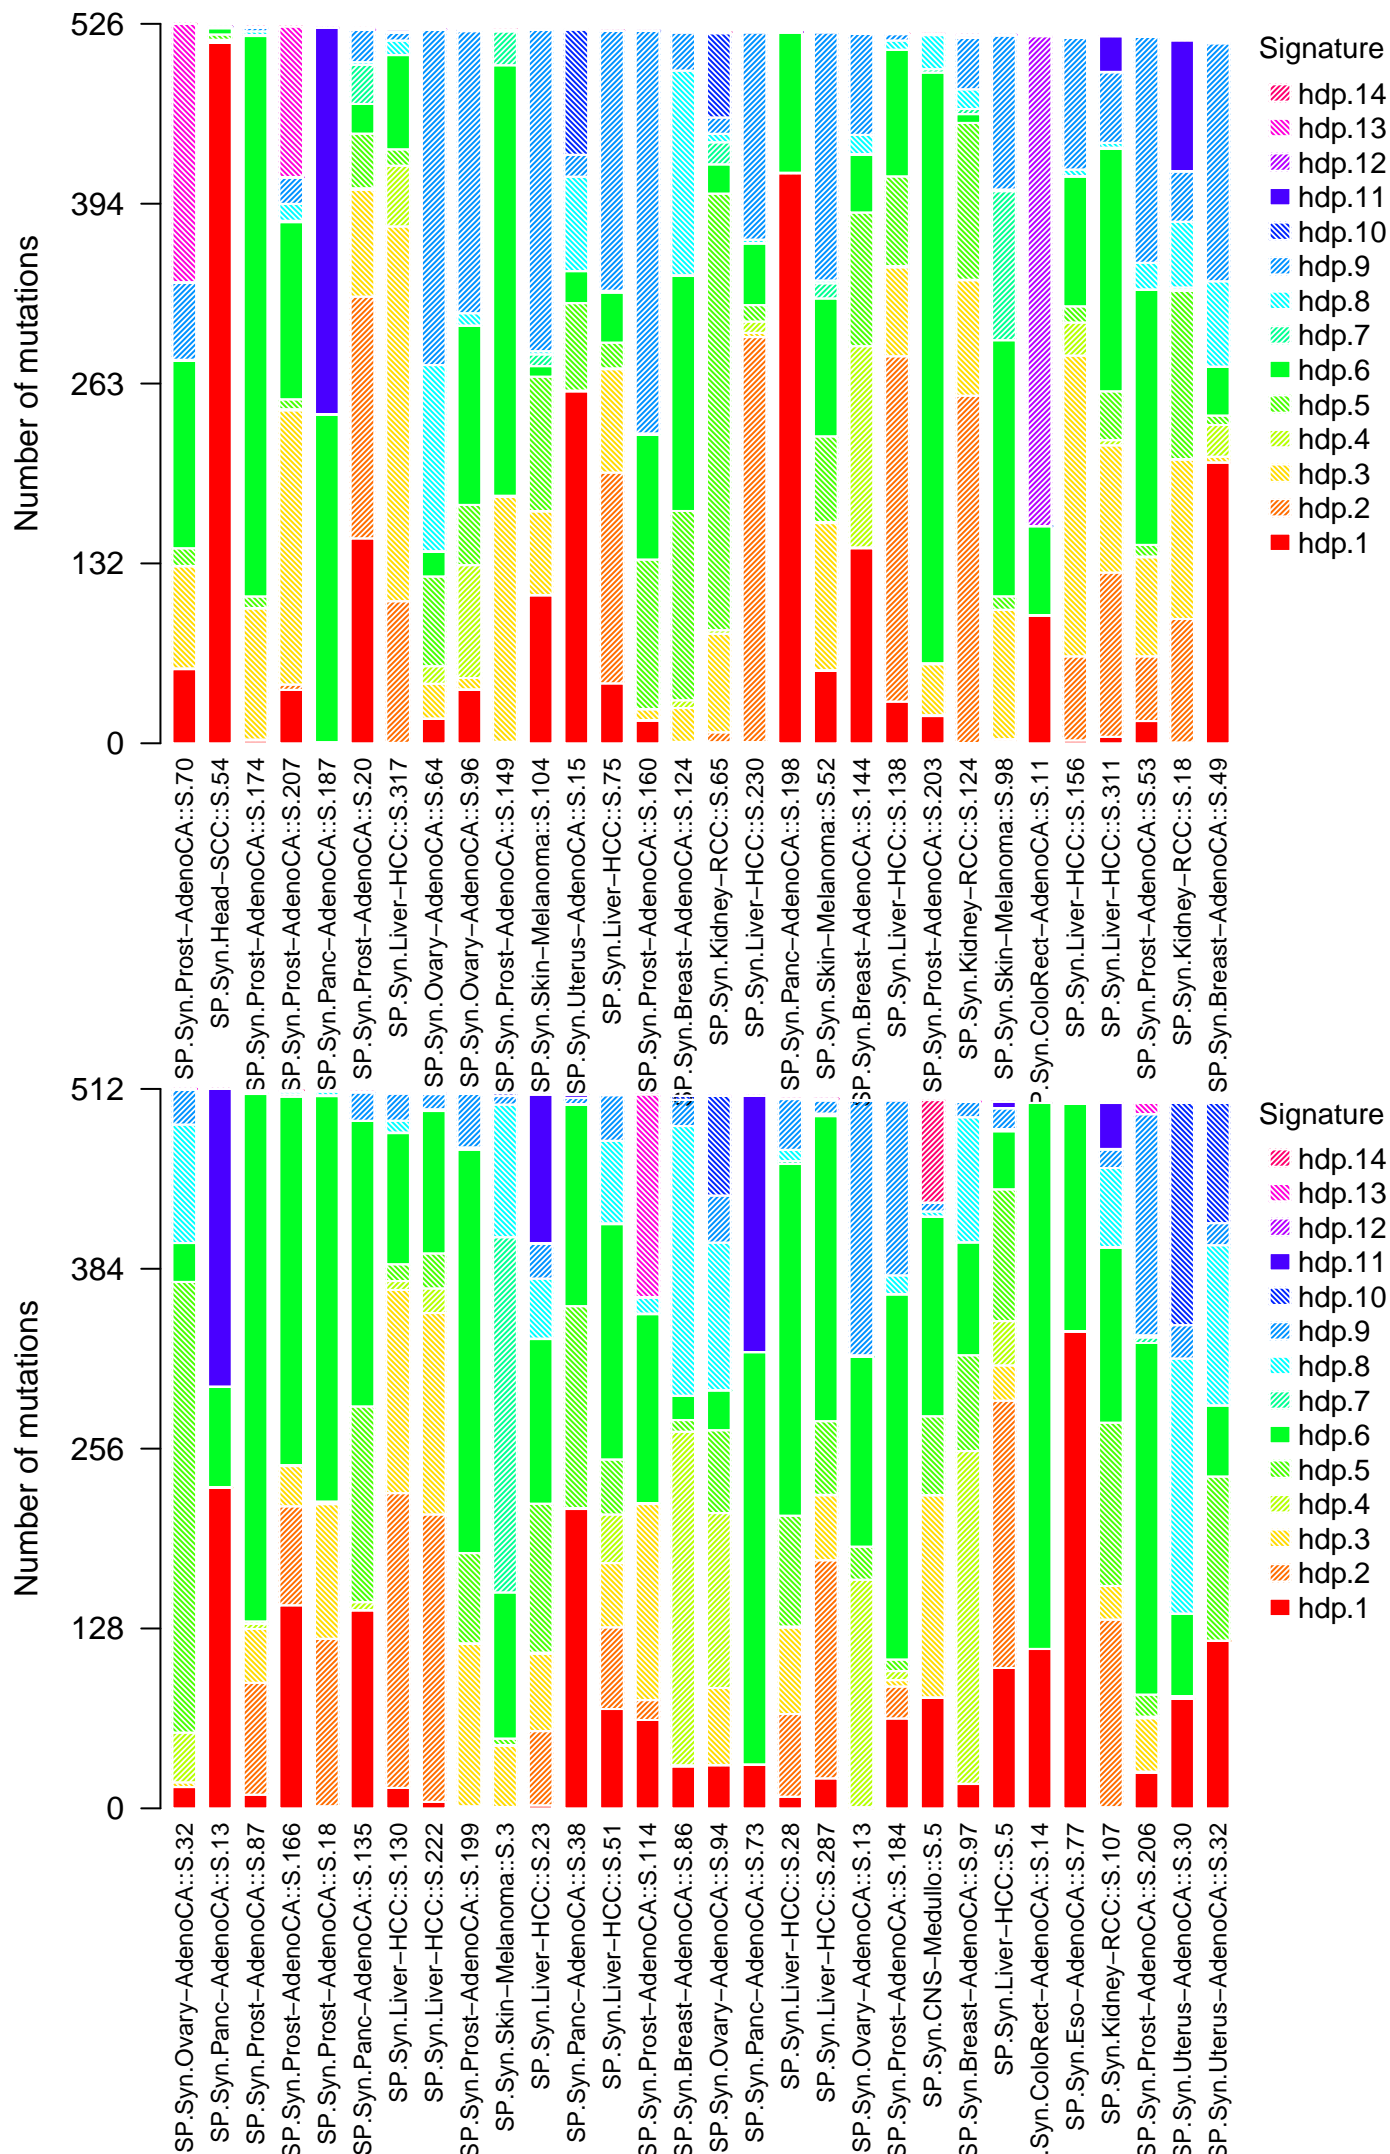 Number of mutations
526
394
263
132
0
Signature
hdp.14
hdp.13
hdp.12
hdp.11
hdp.10
hdp.9
hdp.8
hdp.7
hdp.6
hdp.5
hdp.4
hdp.3
hdp.2
hdp.1
SP.Syn.Prost−AdenoCA::S.70
SP.Syn.Head−SCC::S.54
SP.Syn.Prost−AdenoCA::S.174
SP.Syn.Prost−AdenoCA::S.207
SP.Syn.Panc−AdenoCA::S.187
SP.Syn.Prost−AdenoCA::S.20
SP.Syn.Liver−HCC::S.317
SP.Syn.Ovary−AdenoCA::S.64
SP.Syn.Ovary−AdenoCA::S.96
SP.Syn.Prost−AdenoCA::S.149
SP.Syn.Skin−Melanoma::S.104
SP.Syn.Uterus−AdenoCA::S.15
SP.Syn.Liver−HCC::S.75
SP.Syn.Prost−AdenoCA::S.160
SP.Syn.Breast−AdenoCA::S.124
SP.Syn.Kidney−RCC::S.65
SP.Syn.Liver−HCC::S.230
SP.Syn.Panc−AdenoCA::S.198
SP.Syn.Skin−Melanoma::S.52
SP.Syn.Breast−AdenoCA::S.144
SP.Syn.Liver−HCC::S.138
SP.Syn.Prost−AdenoCA::S.203
SP.Syn.Kidney−RCC::S.124
SP.Syn.Skin−Melanoma::S.98
P.Syn.ColoRect−AdenoCA::S.11
SP.Syn.Liver−HCC::S.156
SP.Syn.Liver−HCC::S.311
SP.Syn.Prost−AdenoCA::S.53
SP.Syn.Kidney−RCC::S.18
SP.Syn.Breast−AdenoCA::S.49
Number of mutations
512
384
256
128
0
Signature
hdp.14
hdp.13
hdp.12
hdp.11
hdp.10
hdp.9
hdp.8
hdp.7
hdp.6
hdp.5
hdp.4
hdp.3
hdp.2
hdp.1
SP.Syn.Ovary−AdenoCA::S.32
SP.Syn.Panc−AdenoCA::S.13
SP.Syn.Prost−AdenoCA::S.87
SP.Syn.Prost−AdenoCA::S.166
SP.Syn.Prost−AdenoCA::S.18
SP.Syn.Panc−AdenoCA::S.135
SP.Syn.Liver−HCC::S.130
SP.Syn.Liver−HCC::S.222
SP.Syn.Prost−AdenoCA::S.199
SP.Syn.Skin−Melanoma::S.3
SP.Syn.Liver−HCC::S.23
SP.Syn.Panc−AdenoCA::S.38
SP.Syn.Liver−HCC::S.51
SP.Syn.Prost−AdenoCA::S.114
SP.Syn.Breast−AdenoCA::S.86
SP.Syn.Ovary−AdenoCA::S.94
SP.Syn.Panc−AdenoCA::S.73
SP.Syn.Liver−HCC::S.28
SP.Syn.Liver−HCC::S.287
SP.Syn.Ovary−AdenoCA::S.13
SP.Syn.Prost−AdenoCA::S.184
SP.Syn.CNS−Medullo::S.5
SP.Syn.Breast−AdenoCA::S.97
SP.Syn.Liver−HCC::S.5
.Syn.ColoRect−AdenoCA::S.14
SP.Syn.Eso−AdenoCA::S.77
SP.Syn.Kidney−RCC::S.107
SP.Syn.Prost−AdenoCA::S.206
SP.Syn.Uterus−AdenoCA::S.30
SP.Syn.Uterus−AdenoCA::S.32